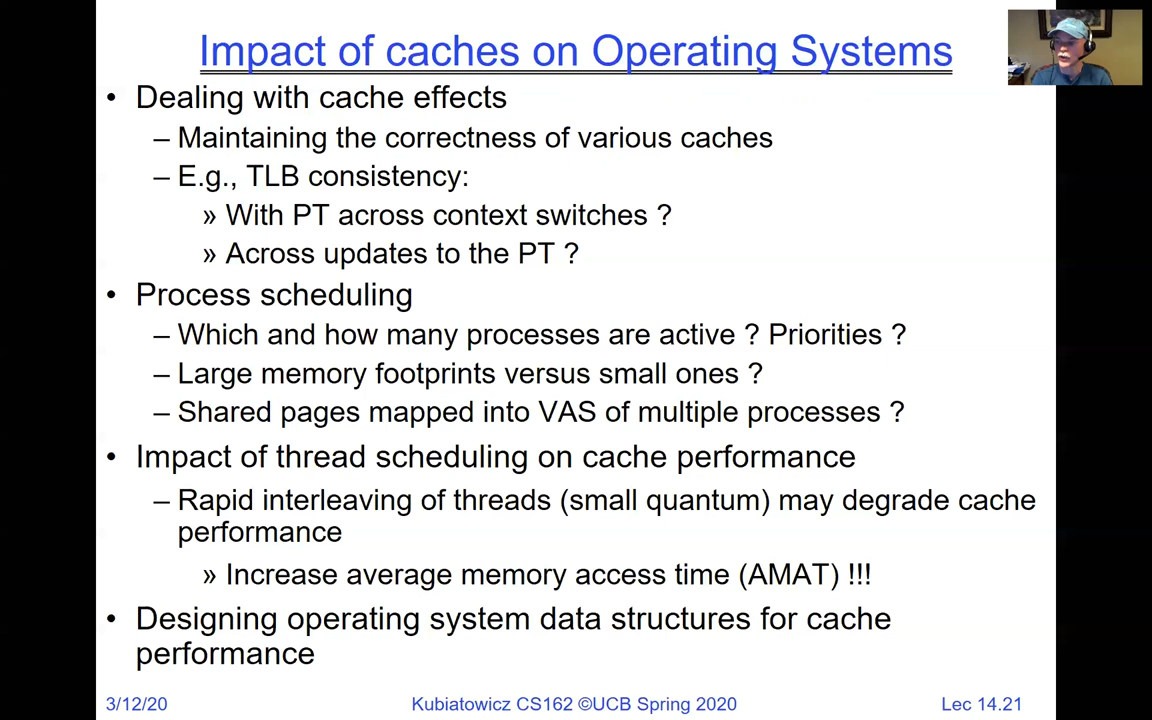 Impact of caches on Operating Systems
• Dealing with cache effects
– Maintaining the correctness of various caches
– E.g., TLB consistency:
» With PT across context switches ?
» Across updates to the PT ?
• Process scheduling
– Which and how many processes are active ? Priorities ?
– Large memory footprints versus small ones ?
– Shared pages mapped into VAS of multiple processes ?
• Impact of thread scheduling on cache performance
– Rapid interleaving of threads (small quantum) may degrade cache
performance
» Increase average memory access time (AMAT) !!!
• Designing operating system data structures for cache
performance
3/12/20
Kubiatowicz CS162 ©UCB Spring 2020
Lec 14.21